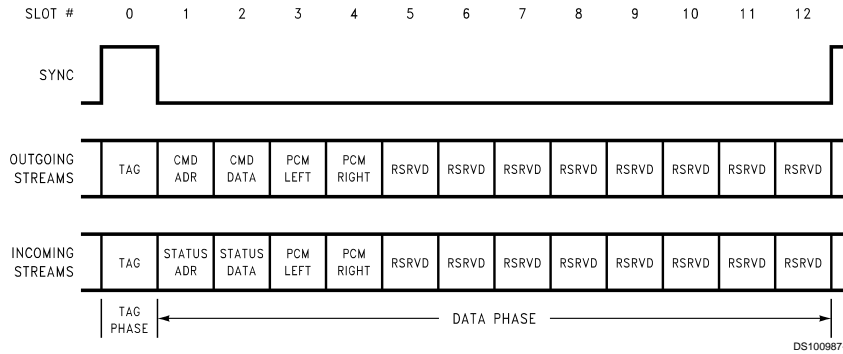 SLOT # 0 1 2 3 4 5 6 7 8 9 10 11 12
SYNC
OUTGOING STREAMS TAG CMD ADR CMD DATA PCM LEFT PCM RIGHT RSRVD RSRVD RSRVD RSRVD RSRVD RSRVD RSRVD RSRVD
INCOMING STREAMS TAG STATUS ADR STATUS DATA PCM LEFT PCM RIGHT RSRVD RSRVD RSRVD RSRVD RSRVD RSRVD RSRVD RSRVD
TAG PHASE DATA PHASE
DS100987